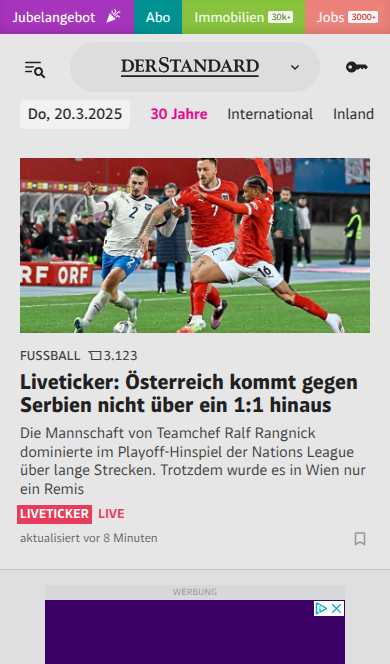 Jubelangebot
Abo
Immobilien 30k+
Jobs 3000+
DERSTANDARD
Do, 20.3.2025
30 Jahre
International
Inland
2
7
16
ORF ORF
FUSSBALL 3.123
Liveticker: Österreich kommt gegen
Serbien nicht über ein 1:1 hinaus
Die Mannschaft von Teamchef Ralf Rangnick
dominierte im Playoff-Hinspiel der Nations League
über lange Strecken. Trotzdem wurde es in Wien nur
ein Remis
LIVETICKER LIVE
aktualisiert vor 8 Minuten
WERBUNG